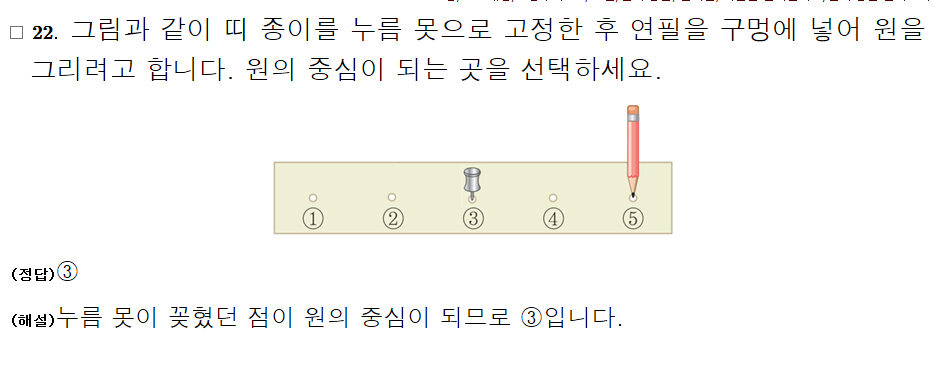 □ 22. 그림과 같이 띠 종이를 누름 못으로 고정한 후 연필을 구멍에 넣어 원을
그리려고 합니다. 원의 중심이 되는 곳을 선택하세요.
① ② ③ ④ ⑤
(정답)③
(해설)누름 못이 꽂혔던 점이 원의 중심이 되므로 ③입니다.